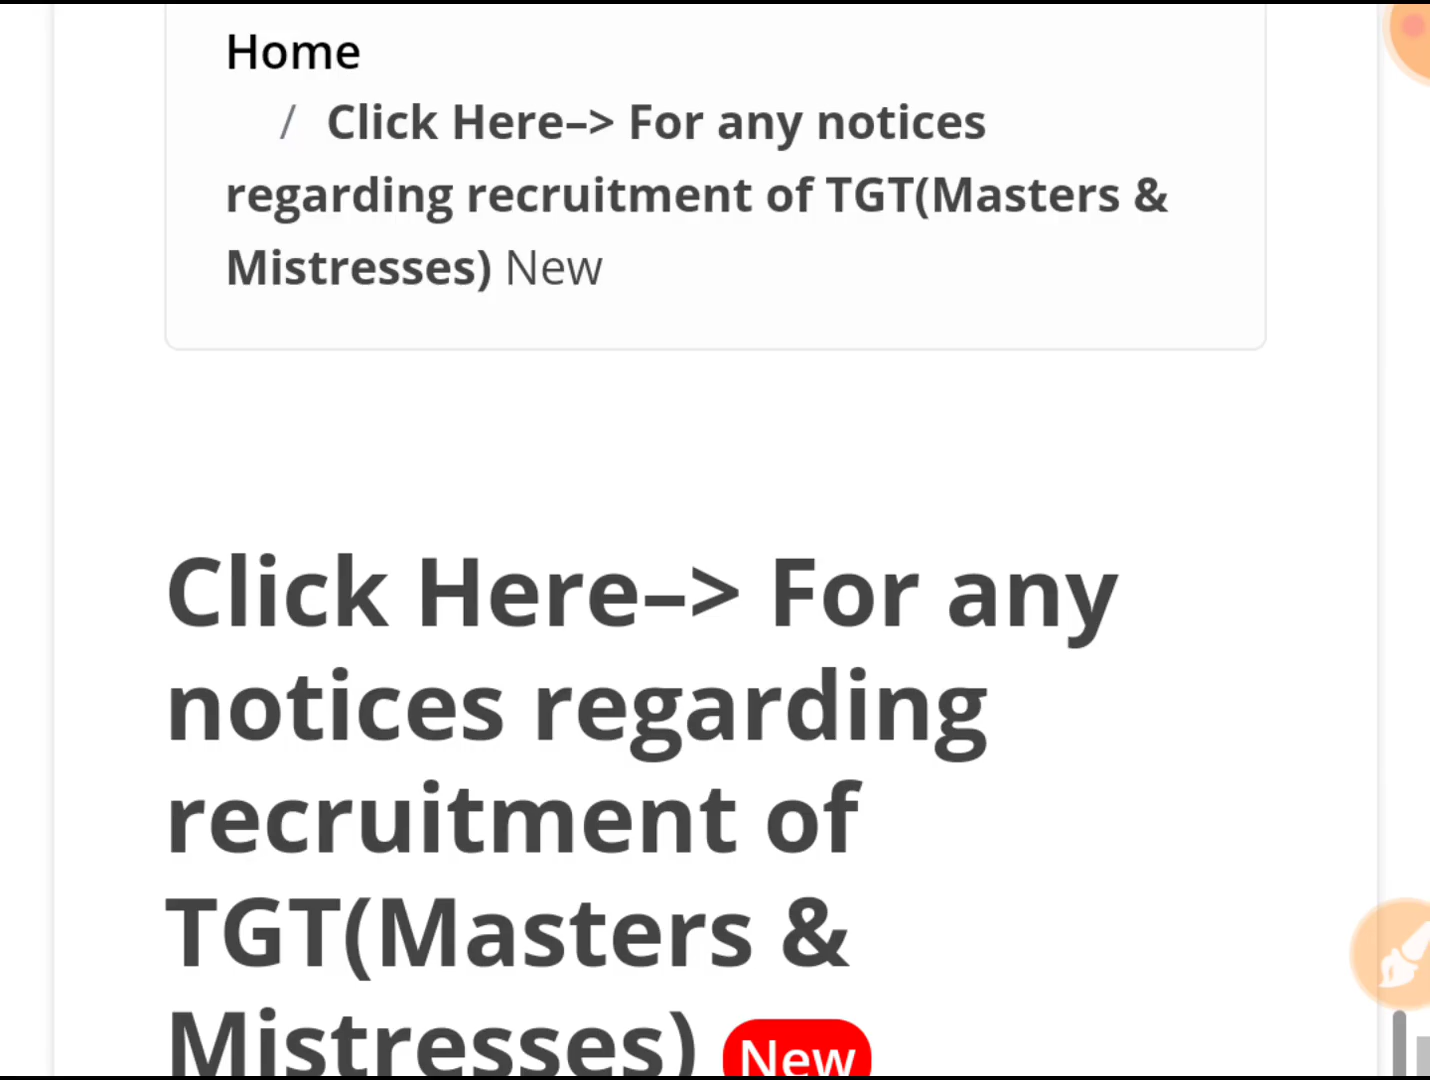 Home
/ Click Here–> For any notices
regarding recruitment of TGT(Masters &
Mistresses) New
Click Here–> For any
notices regarding
recruitment of
TGT(Masters &
Mistresses) New